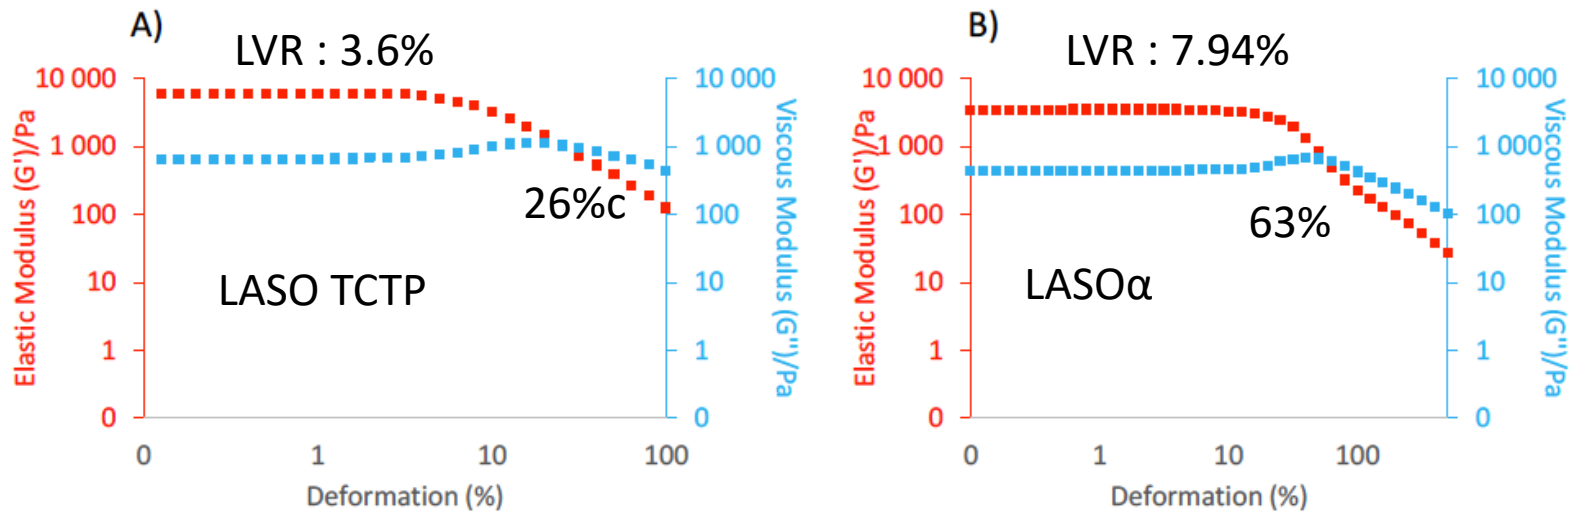 A)
LVR : 3.6%
10 000
1 000
100
10
1
0
Elastic Modulus (G')/Pa
10 000
1 000
100
10
1
0
Viscous Modulus (G'')/Pa
26%c
LASO TCTP
0 1 10 100
Deformation (%)
B)
LVR : 7.94%
10 000
1 000
100
10
1
0
Elastic Modulus (G')/Pa
10 000
1 000
100
10
1
0
Viscous Modulus (G'')/Pa
63%
LASOα
0 1 10 100
Deformation (%)